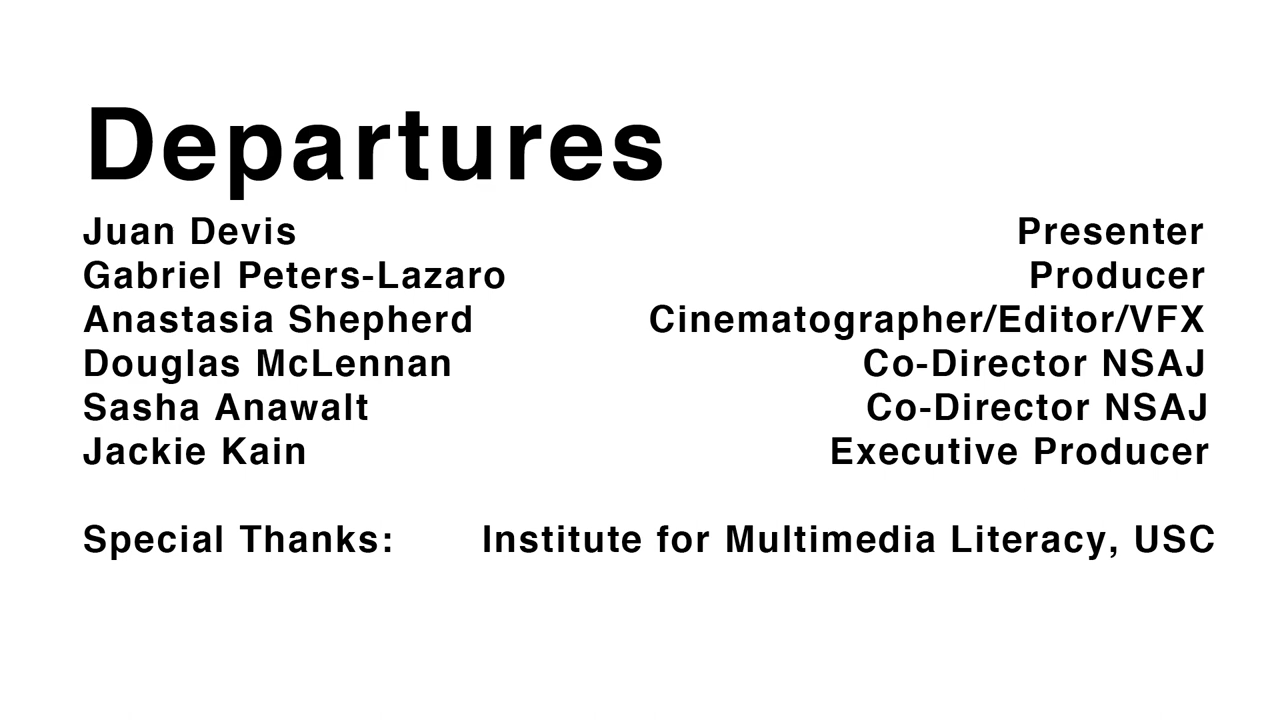 Departures
Juan Devis Presenter
Gabriel Peters-Lazaro Producer
Anastasia Shepherd Cinematographer/Editor/VFX
Douglas McLennan Co-Director NSAJ
Sasha Anawalt Co-Director NSAJ
Jackie Kain Executive Producer
Special Thanks: Institute for Multimedia Literacy, USC